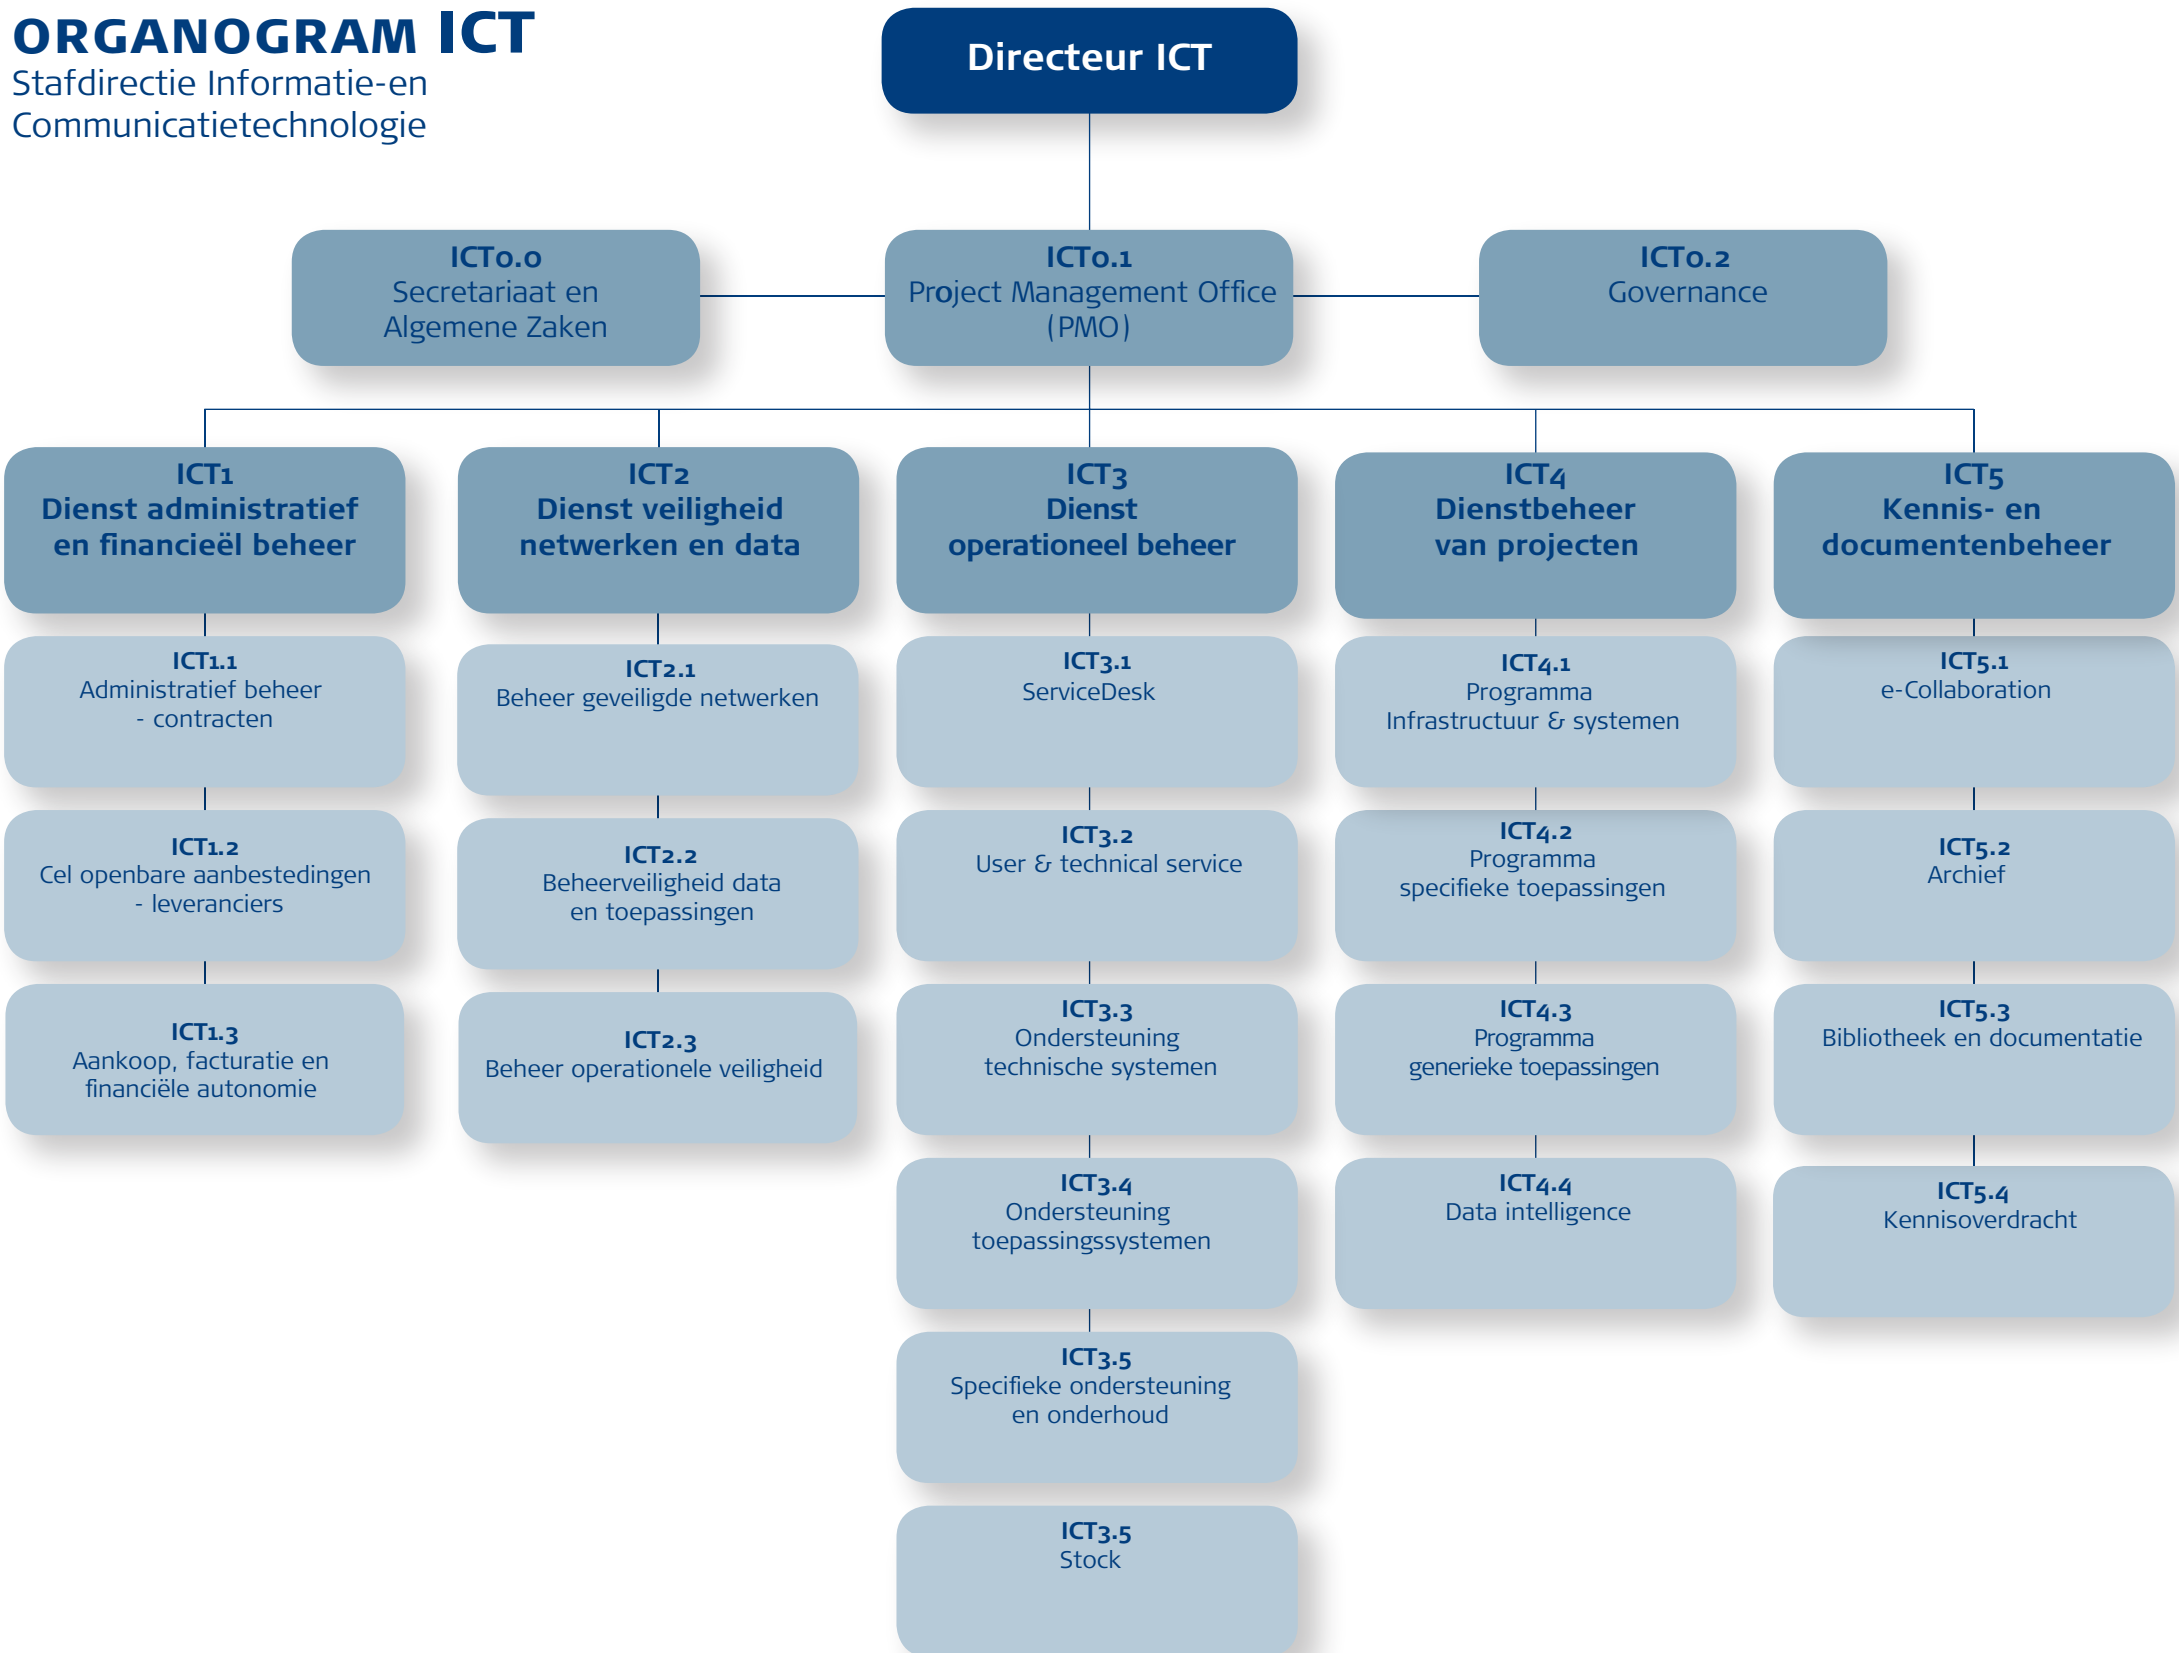 ORGANOGRAM ICT
Stafdirectie Informatie-en
Communicatietechnologie
Directeur ICT
ICT0.0
Secretariaat en
Algemene Zaken
ICT0.1
Project Management Office
(PMO)
ICT0.2
Governance
ICT1
Dienst administratief
en financieël beheer
ICT1.1
Administratief beheer
- contracten
ICT1.2
Cel openbare aanbestedingen
- leveranciers
ICT1.3
Aankoop, facturatie en
financiële autonomie
ICT2
Dienst veiligheid
netwerken en data
ICT2.1
Beheer geveiligde netwerken
ICT2.2
Beheerveiligheid data
en toepassingen
ICT2.3
Beheer operationele veiligheid
ICT3
Dienst
operationeel beheer
ICT3.1
ServiceDesk
ICT3.2
User & technical service
ICT3.3
Ondersteuning
technische systemen
ICT3.4
Ondersteuning
toepassingssystemen
ICT3.5
Specifieke ondersteuning
en onderhoud
ICT3.5
Stock
ICT4
Dienstbeheer
van projecten
ICT4.1
Programma
Infrastructuur & systemen
ICT4.2
Programma
specifieke toepassingen
ICT4.3
Programma
generieke toepassingen
ICT4.4
Data intelligence
ICT5
Kennis- en
documentenbeheer
ICT5.1
e-Collaboration
ICT5.2
Archief
ICT5.3
Bibliotheek en documentatie
ICT5.4
Kennisoverdracht